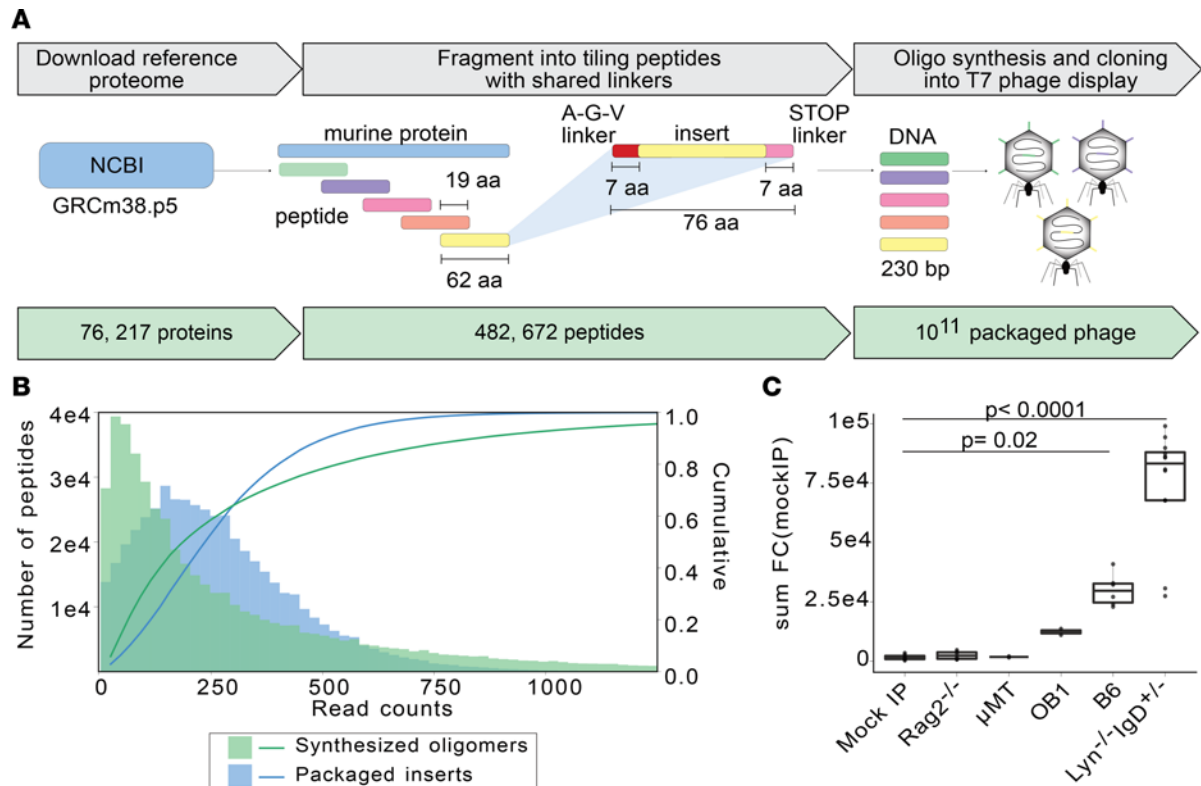 A
Download reference
proteome
Fragment into tiling peptides
with shared linkers
Oligo synthesis and cloning
into T7 phage display
NCBI
GRCm38.p5
murine protein
19 aa
peptide
62 aa
A-G-V
linker
insert
STOP
linker
7 aa
7 aa
76 aa
DNA
230 bp
76, 217 proteins
482, 672 peptides
10¹¹ packaged phage
B
Number of peptides
4e4
3e4
2e4
1e4
1.0
0.8
0.6
0.4
0.2
0.0
Cumulative
0 250 500 750 1000
Read counts
Synthesized oligomers
Packaged inserts
C
p< 0.0001
p= 0.02
sum FC(mockIP)
1e5
7.5e4
5e4
2.5e4
0
Mock IP
Rag2⁻/⁻
µMT
OB1
B6
Lyn⁻/⁻IgD⁺/⁻